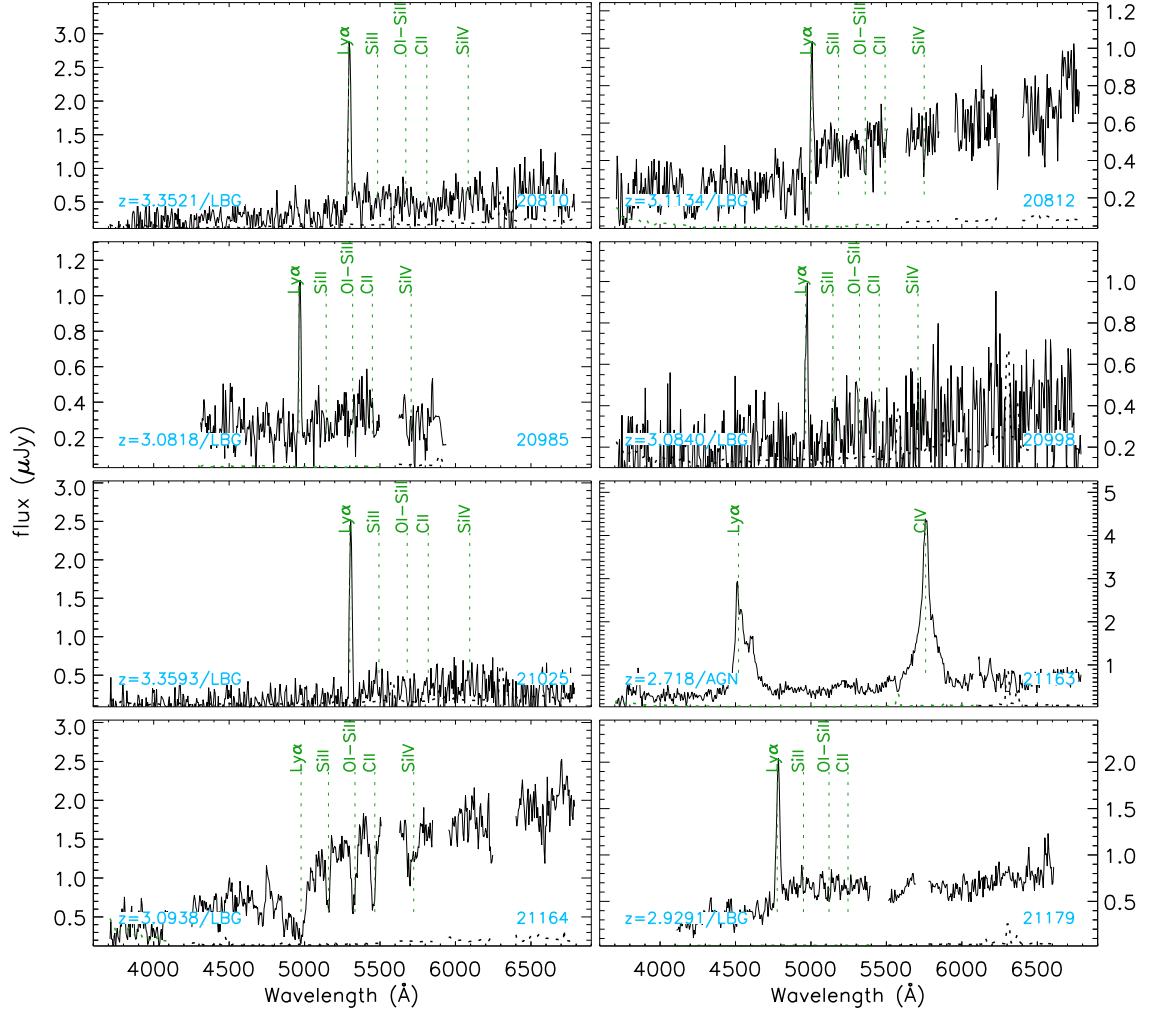 Lyα SiII OI-SiII CII SiIV
3.0
2.5
2.0
1.5
1.0
0.5
z=3.3521/LBG 20810
Lyα SiII OI-SiII CII SiIV
1.2
1.0
0.8
0.6
0.4
0.2
z=3.1134/LBG 20812
Lyα SiII OI-SiII CII SiIV
1.2
1.0
0.8
0.6
0.4
0.2
z=3.0818/LBG 20985
Lyα SiII OI-SiII CII SiIV
1.0
0.8
0.6
0.4
0.2
z=3.0840/LBG 20998
flux (μJy)
Lyα SiII OI-SiII CII SiIV
3.0
2.5
2.0
1.5
1.0
0.5
z=3.3593/LBG 21025
Lyα CIV
5
4
3
2
1
z=2.718/AGN 21163
Lyα SiII OI-SiII CII SiIV
3.0
2.5
2.0
1.5
1.0
0.5
z=3.0938/LBG 21164
4000 4500 5000 5500 6000 6500
Wavelength (Å)
Lyα SiII OI-SiII CII
2.0
1.5
1.0
0.5
z=2.9291/LBG 21179
4000 4500 5000 5500 6000 6500
Wavelength (Å)